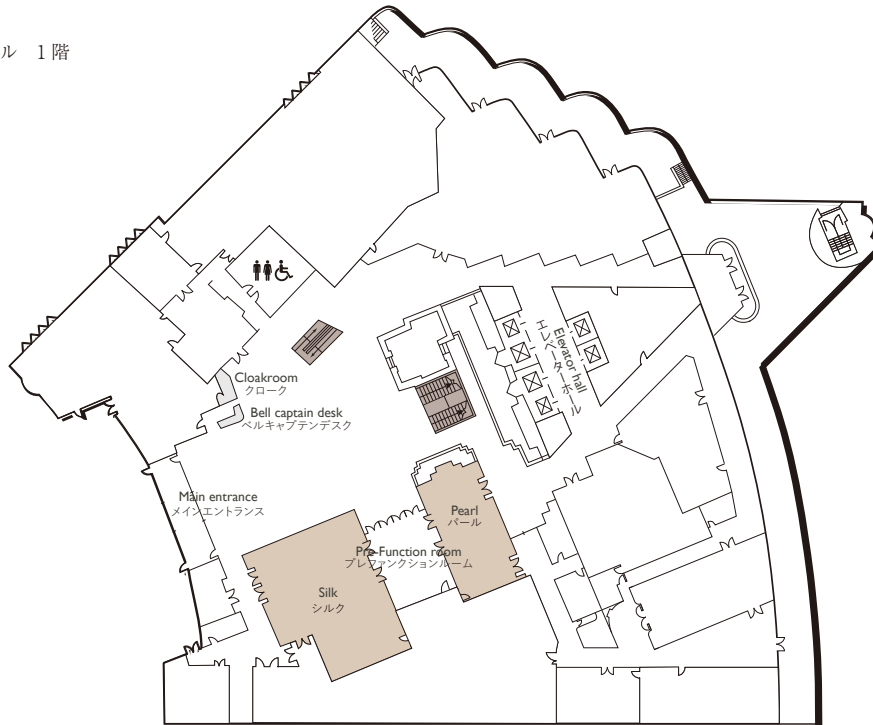 ル 1階
Cloakroom
クローク
Bell captain desk
ベルキャプテンデスク
Elevator hall
エレベーターホール
Main entrance
メインエントランス
Pearl
パール
Pre-Function room
プレファンクションルーム
Silk
シルク